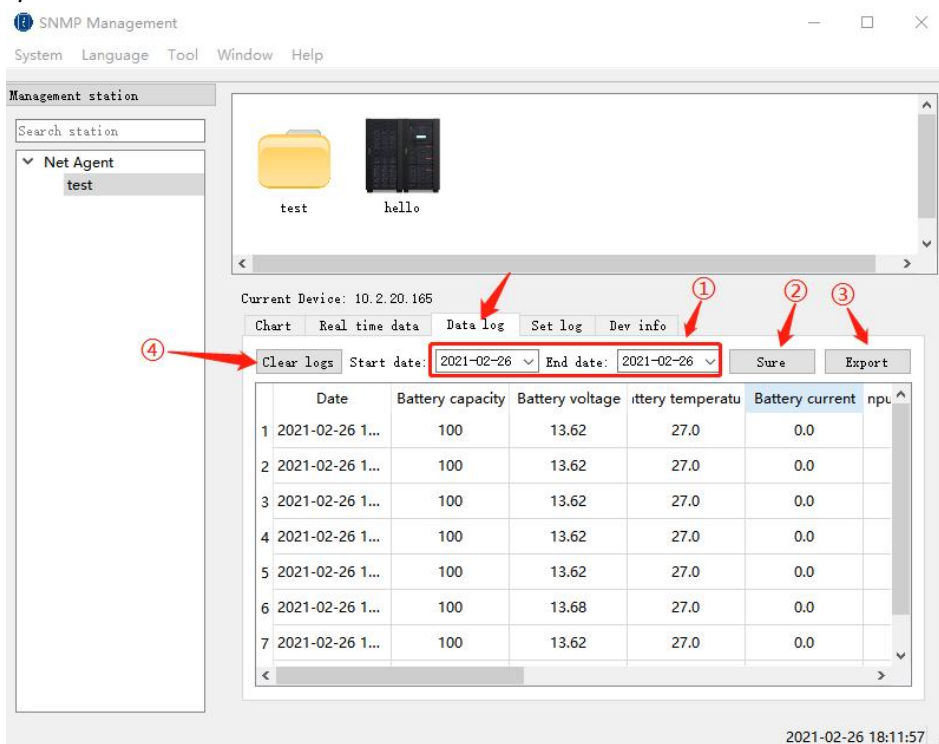 SNMP Management
System Language Tool Window Help
Management station
Search station
Net Agent
test
test hello
Current Device: 10.2.20.165
Chart Real time data Data log Set log Dev info
① ② ③ ④
Clear logs Start date: 2021-02-26 End date: 2021-02-26 Sure Export
Date Battery capacity Battery voltage ittery temperatu Battery current npu
1 2021-02-26 1... 100 13.62 27.0 0.0
2 2021-02-26 1... 100 13.62 27.0 0.0
3 2021-02-26 1... 100 13.62 27.0 0.0
4 2021-02-26 1... 100 13.62 27.0 0.0
5 2021-02-26 1... 100 13.62 27.0 0.0
6 2021-02-26 1... 100 13.68 27.0 0.0
7 2021-02-26 1... 100 13.62 27.0 0.0
2021-02-26 18:11:57